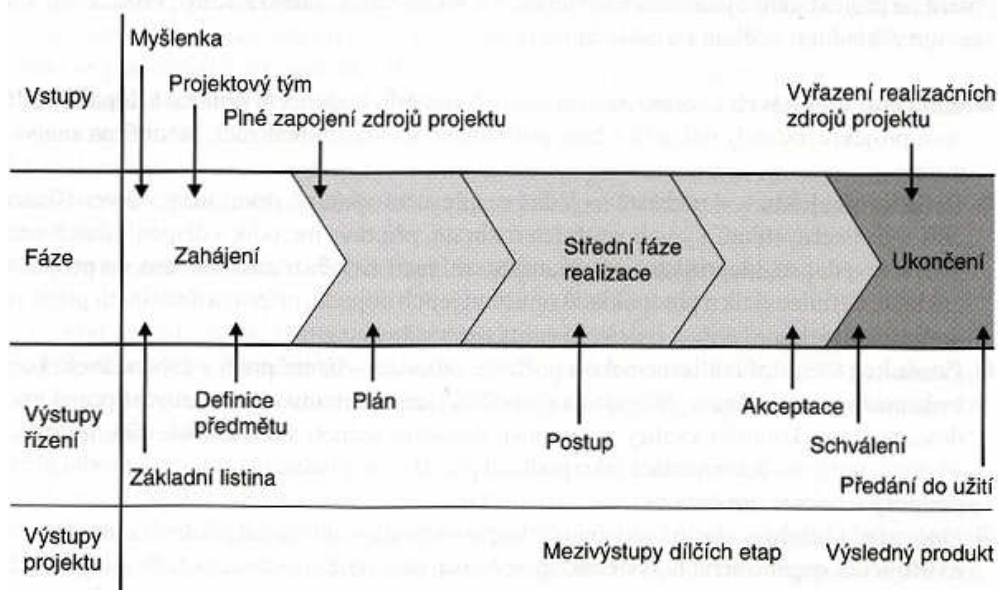 Myšlenka
Vstupy
Projektový tým
Plné zapojení zdrojů projektu
Vyřazení realizačních
zdrojů projektu
Fáze
Zahájení
Střední fáze
realizace
Ukončení
Výstupy
řízení
Základní listina
Definice
předmětu
Plán
Postup
Akceptace
Schválení
Předání do užití
Výstupy
projektu
Mezivýstupy dílčích etap
Výsledný produkt